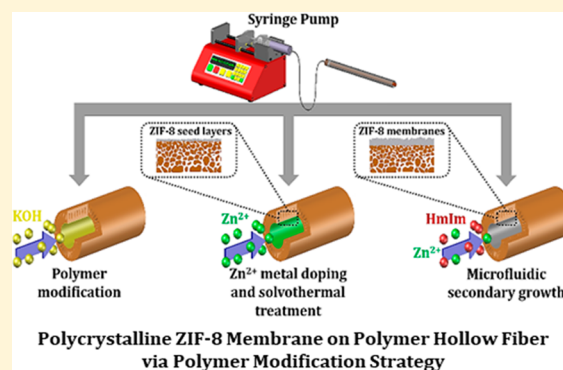 Syringe Pump
ZIF-8 seed layers
ZIF-8 membranes
KOH
Zn²⁺
HmIm
Zn²⁺
Polymer
modification
Zn²⁺ metal doping
and solvothermal
treatment
Microfluidic
secondary growth
Polycrystalline ZIF-8 Membrane on Polymer Hollow Fiber
via Polymer Modification Strategy